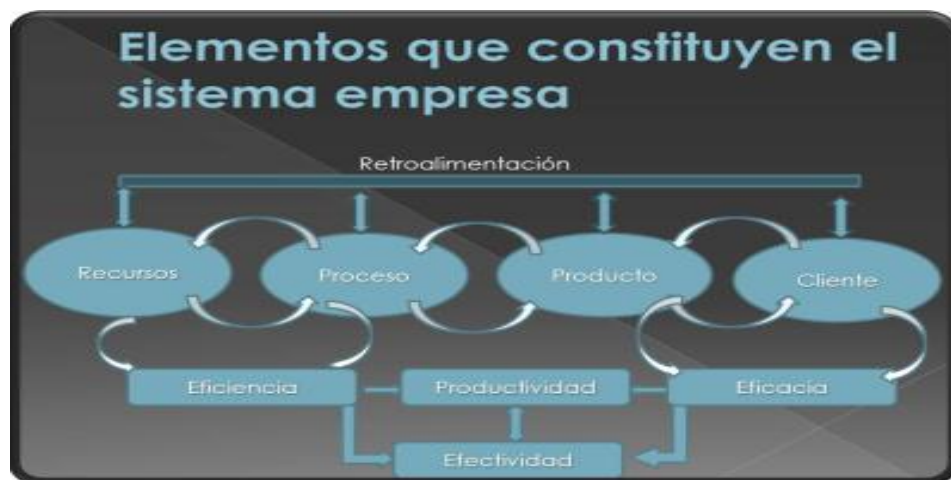 Elementos que constituyen el
sistema empresa
Retroalimentación
Recursos
Proceso
Producto
Cliente
Eficiencia
Productividad
Eficacia
Efectividad